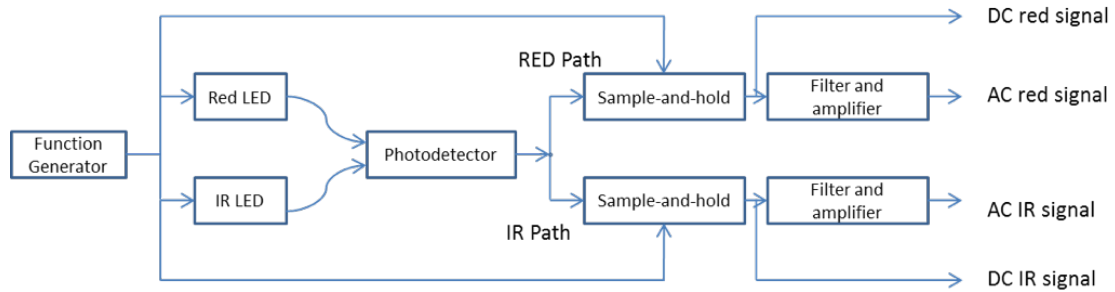 DC red signal
RED Path
Red LED
Sample-and-hold
Filter and
amplifier
AC red signal
Function
Generator
Photodetector
IR LED
Sample-and-hold
Filter and
amplifier
AC IR signal
IR Path
DC IR signal